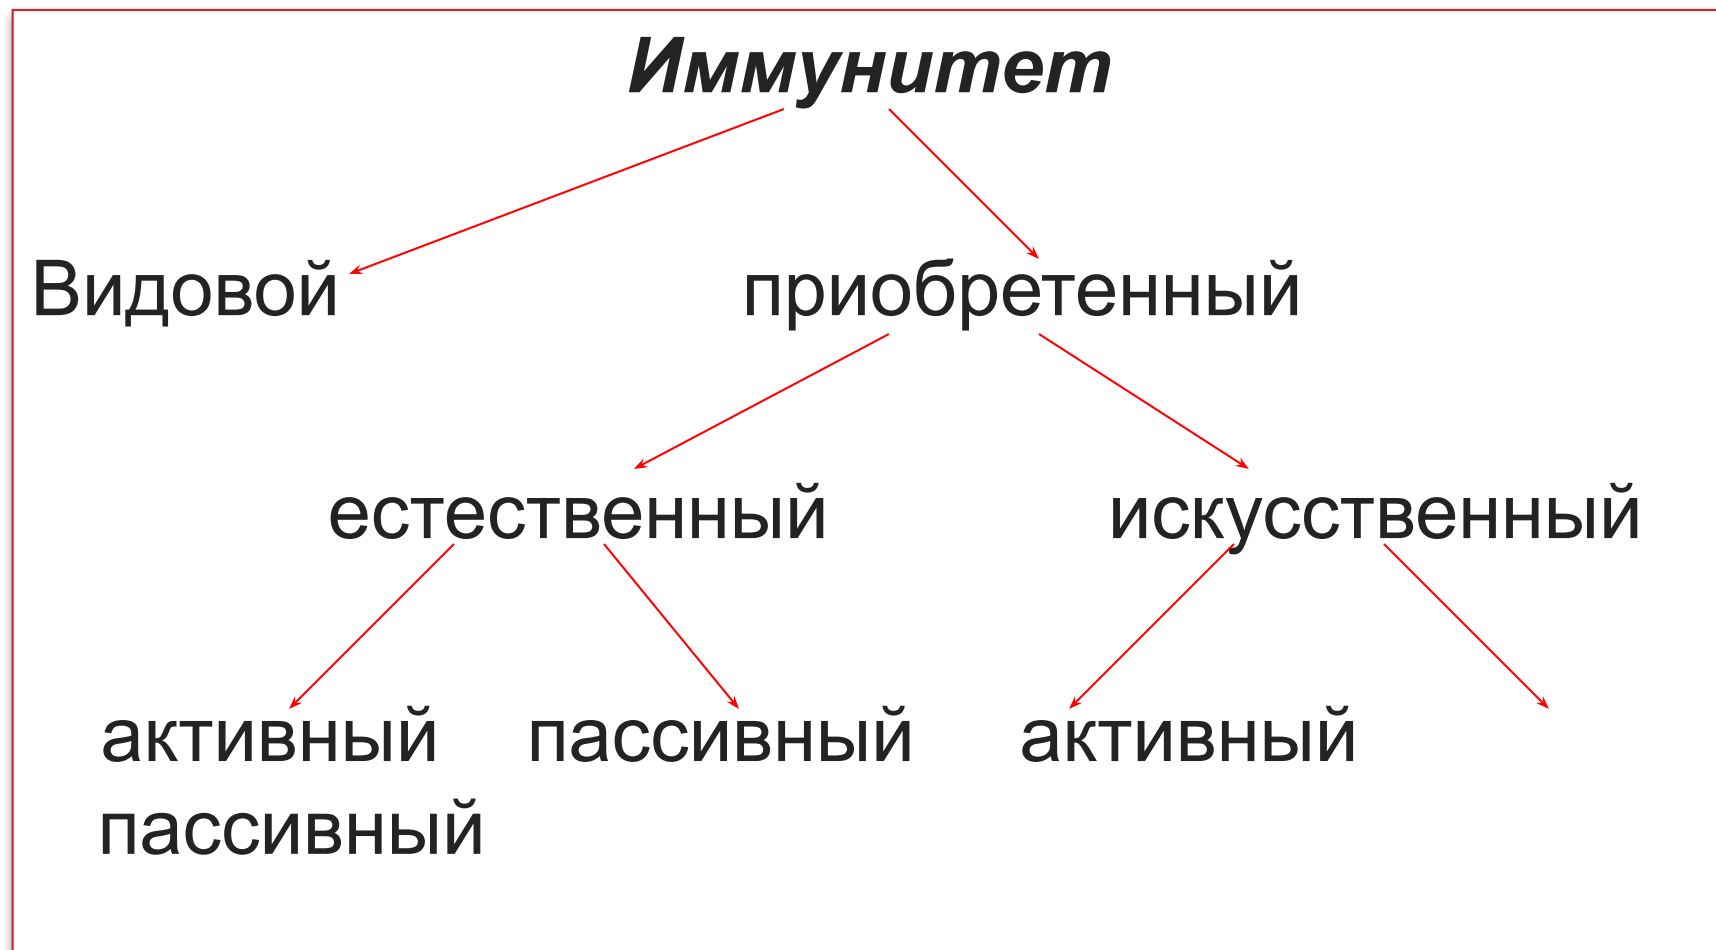 Иммунитет
Видовой приобретенный
естественный искусственный
активный пассивный активный
пассивный